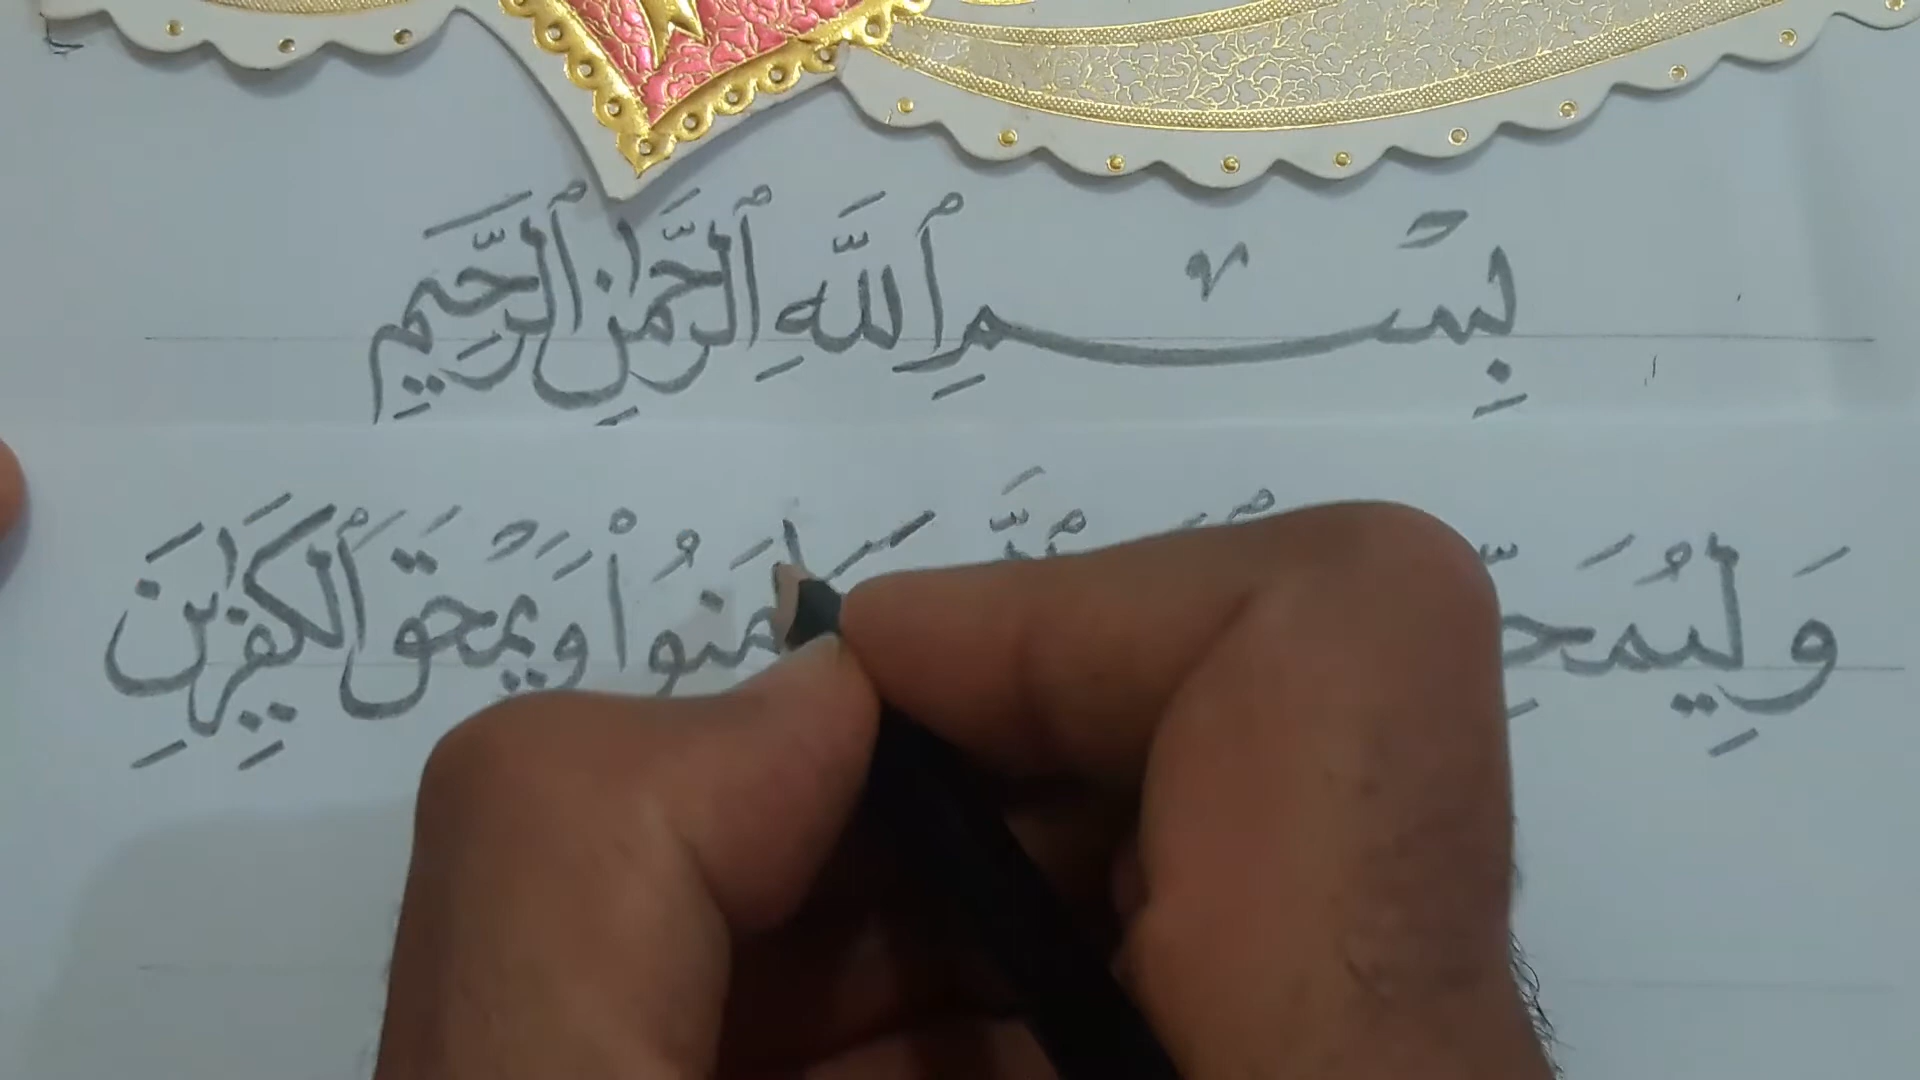 بِسْمِ ٱللَّهِ ٱلرَّحْمَٰنِ ٱلرَّحِيمِ
وَلِيُمَحِّ امَنُوا۟ وَيَمْحَقَ ٱلْكَٰفِرِينَ